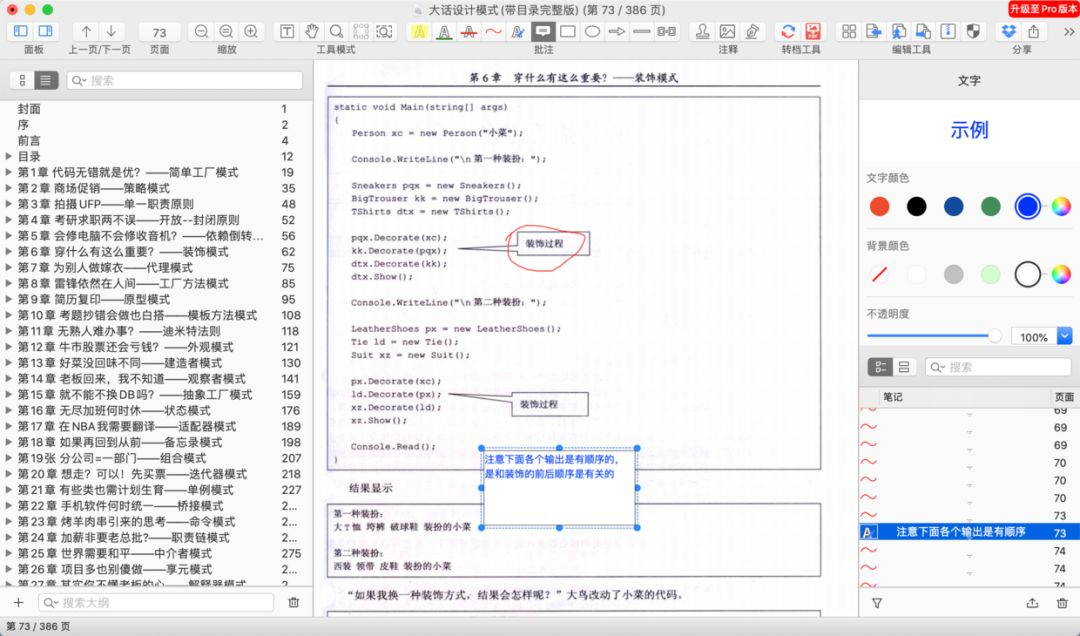 大话设计模式(带目录完整版) (第 73 / 386 页)
升级至 Pro版本
73
面板
上一页/下一页
页面
缩放
工具模式
批注
注释
转档工具
编辑工具
分享
搜索
封面 1
序 2
前言 4
目录 12
第1章 代码无错就是优？——简单工厂模式 19
第2章 商场促销——策略模式 35
第3章 拍摄UFP——单一职责原则 48
第4章 考研求职两不误——开放--封闭原则 52
第5章 会修电脑不会修收音机？——依赖倒转... 56
第6章 穿什么有这么重要？——装饰模式 62
第7章 为别人做嫁衣——代理模式 75
第8章 雷锋依然在人间——工厂方法模式 85
第9章 简历复印——原型模式 95
第10章 考题抄错会做也白搭——模板方法模式 108
第11章 无熟人难办事？——迪米特法则 118
第12章 牛市股票还会亏钱？——外观模式 121
第13章 好菜没回味不同——建造者模式 130
第14章 老板回来，我不知道——观察者模式 141
第15章 就不能不换DB吗？——抽象工厂模式 159
第16章 无尽加班何时休——状态模式 176
第17章 在NBA我需要翻译——适配器模式 189
第18章 如果再回到从前——备忘录模式 198
第19张 分公司=一部门——组合模式 207
第20章 想走？可以！先买票——迭代器模式 218
第21章 有些类也需计划生育——单例模式 227
第22章 手机软件何时统一——桥接模式 2...
第23章 烤羊肉串引来的思考——命令模式 2...
第24章 加薪非要老总批?——职责链模式 2...
第25章 世界需要和平——中介者模式 275
第26章 项目多也别傻做——享元模式 2...
第27章 其实你不懂老板的心——解释器模式 2...
搜索大纲
第 73 / 386 页
第 6 章 穿什么有这么重要？——装饰模式
static void Main(string[] args)
{
Person xc = new Person("小菜");
Console.WriteLine("\n 第一种装扮：");
Sneakers pqx = new Sneakers();
BigTrouser kk = new BigTrouser();
TShirts dtx = new TShirts();
pqx.Decorate(xc);
kk.Decorate(pqx);
dtx.Decorate(kk);
dtx.Show();
装饰过程
Console.WriteLine("\n 第二种装扮：");
LeatherShoes px = new LeatherShoes();
Tie ld = new Tie();
Suit xz = new Suit();
px.Decorate(xc);
ld.Decorate(px);
xz.Decorate(ld);
xz.Show();
装饰过程
Console.Read();
}
注意下面各个输出是有顺序的，
是和装饰的前后顺序是有关的
结果显示
第一种装扮：
大T恤 垮裤 破球鞋 装扮的小菜
第二种装扮：
西装 领带 皮鞋 装扮的小菜
“如果我换一种装饰方式，结果会怎样呢？”大鸟改动了小菜的代码。
文字
示例
文字颜色
背景颜色
不透明度
100%
搜索
笔记 页面
69
69
69
70
70
70
73
注意下面各个输出是有顺序 73
74
74
74